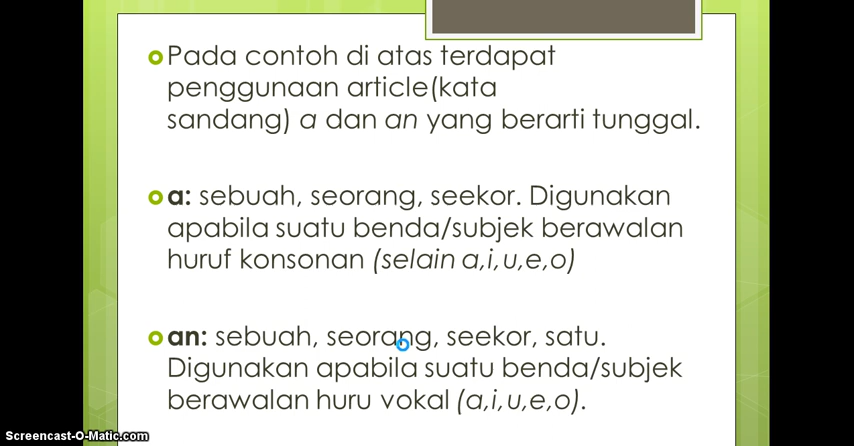 Pada contoh di atas terdapat
penggunaan article(kata
sandang) a dan an yang berarti tunggal.
a: sebuah, seorang, seekor. Digunakan
apabila suatu benda/subjek berawalan
huruf konsonan (selain a,i,u,e,o)
an: sebuah, seorang, seekor, satu.
Digunakan apabila suatu benda/subjek
berawalan huru vokal (a,i,u,e,o).
Screencast-O-Matic.com